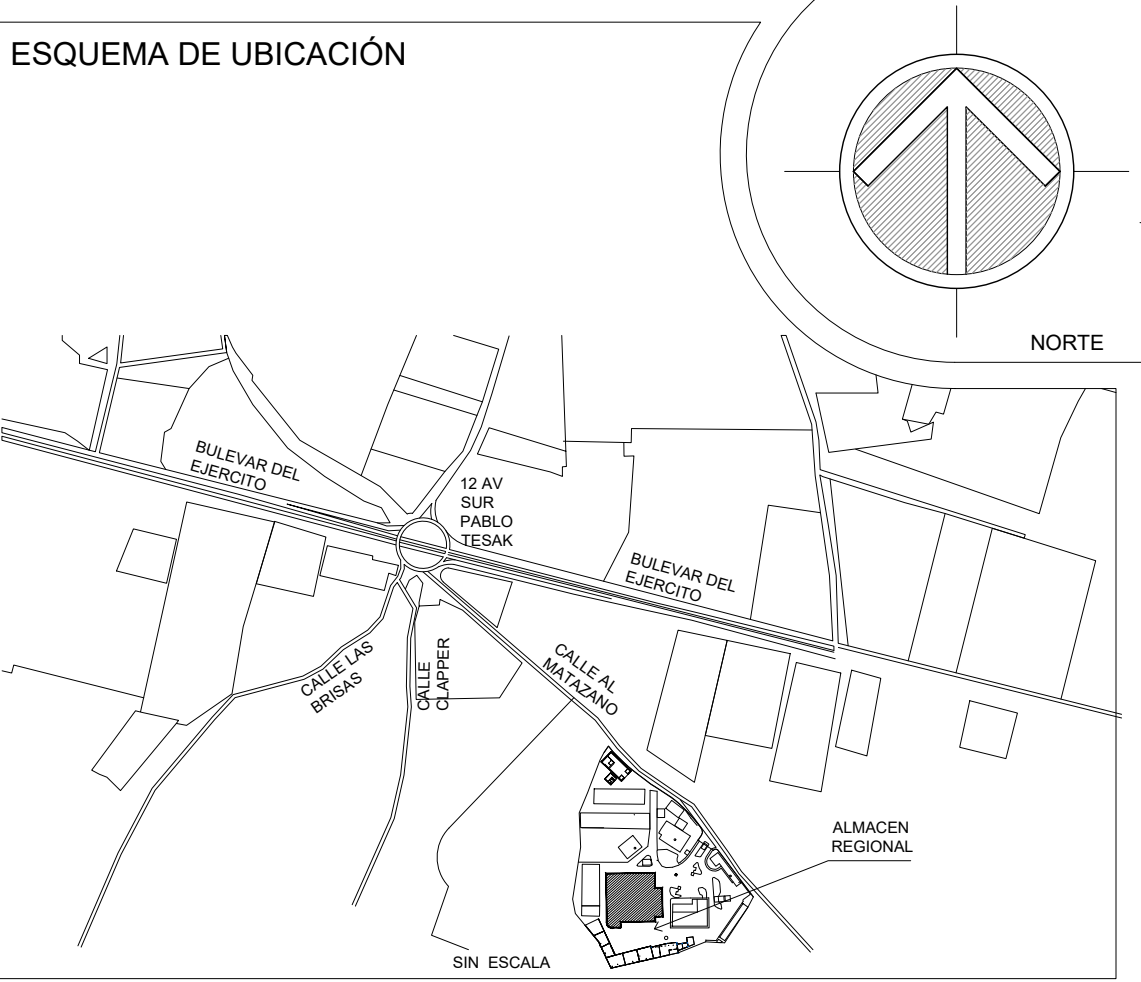 ESQUEMA DE UBICACIÓN
NORTE
BULEVAR DEL
EJERCITO
12 AV
SUR
PABLO
TESAK
BULEVAR DEL
EJERCITO
CALLE LAS
BRISAS
CALLE
CLAPPER
CALLE AL
MATAZANO
ALMACEN
REGIONAL
SIN ESCALA